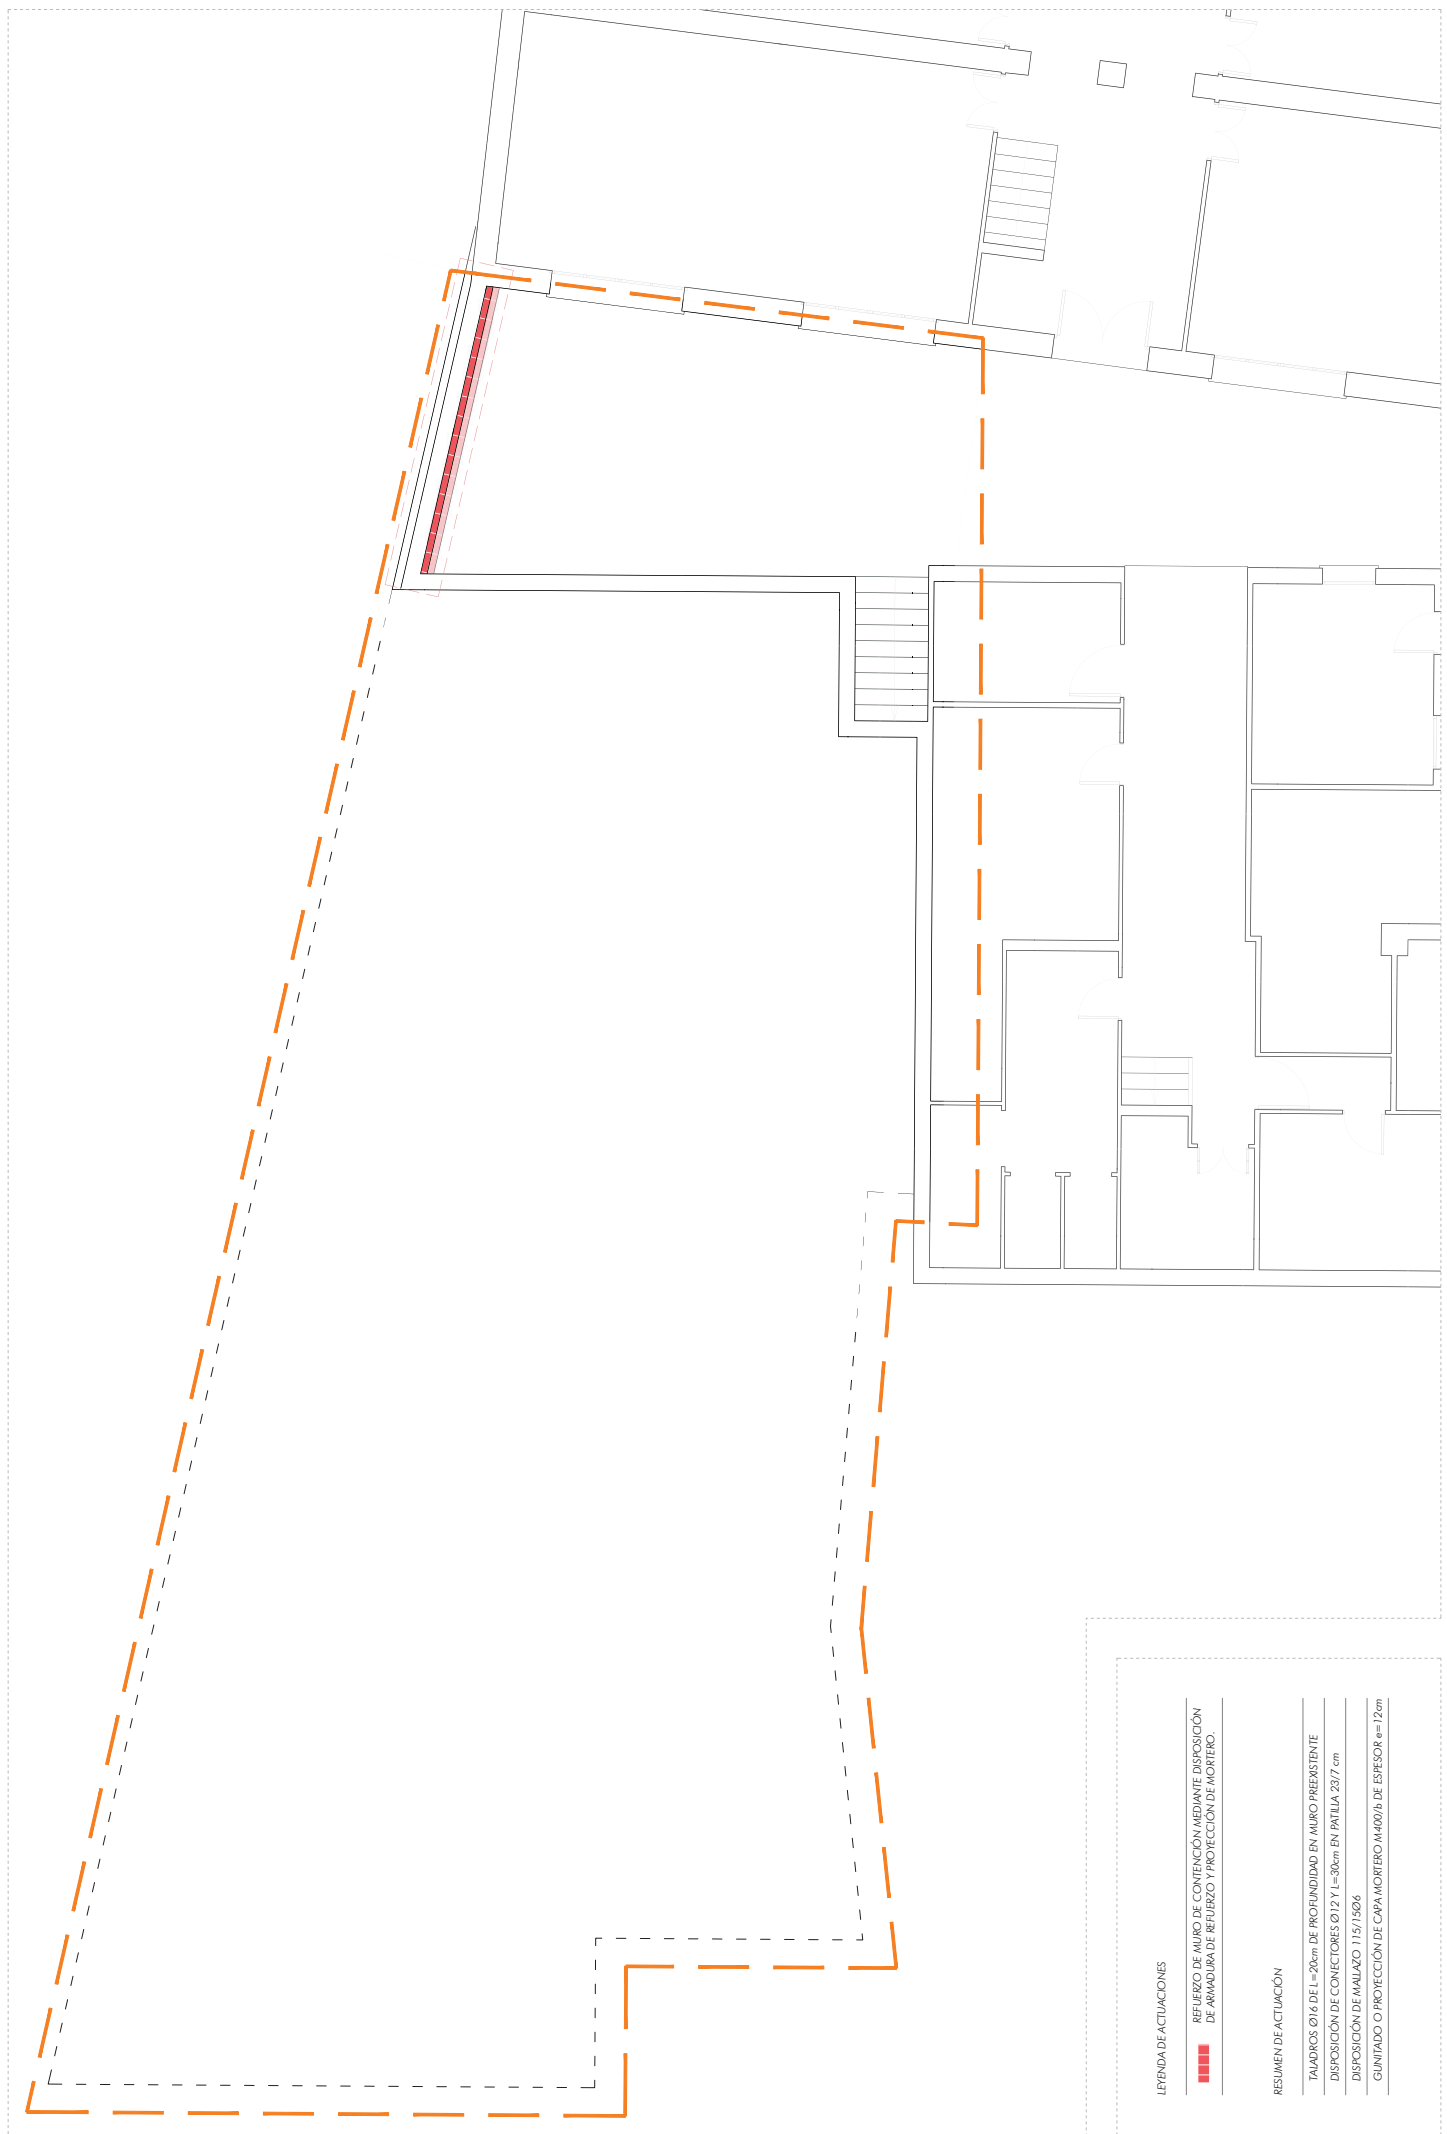 LEYENDA DE ACTUACIONES
REFUERZO DE MURO DE CONTENCIÓN MEDIANTE DISPOSICIÓN
DE ARMADURA DE REFUERZO Y PROYECCIÓN DE MORTERO.
RESUMEN DE ACTUACIÓN
TALADROS Ø16 DE L=20cm DE PROFUNDIDAD EN MURO PREEXISTENTE
DISPOSICIÓN DE CONECTORES Ø12 Y L=30cm EN PATILLA 23/7 cm
DISPOSICIÓN DE MALLAZO 115/15Ø6
GUNITADO O PROYECCIÓN DE CAPA MORTERO M400/b DE ESPESOR e=12cm